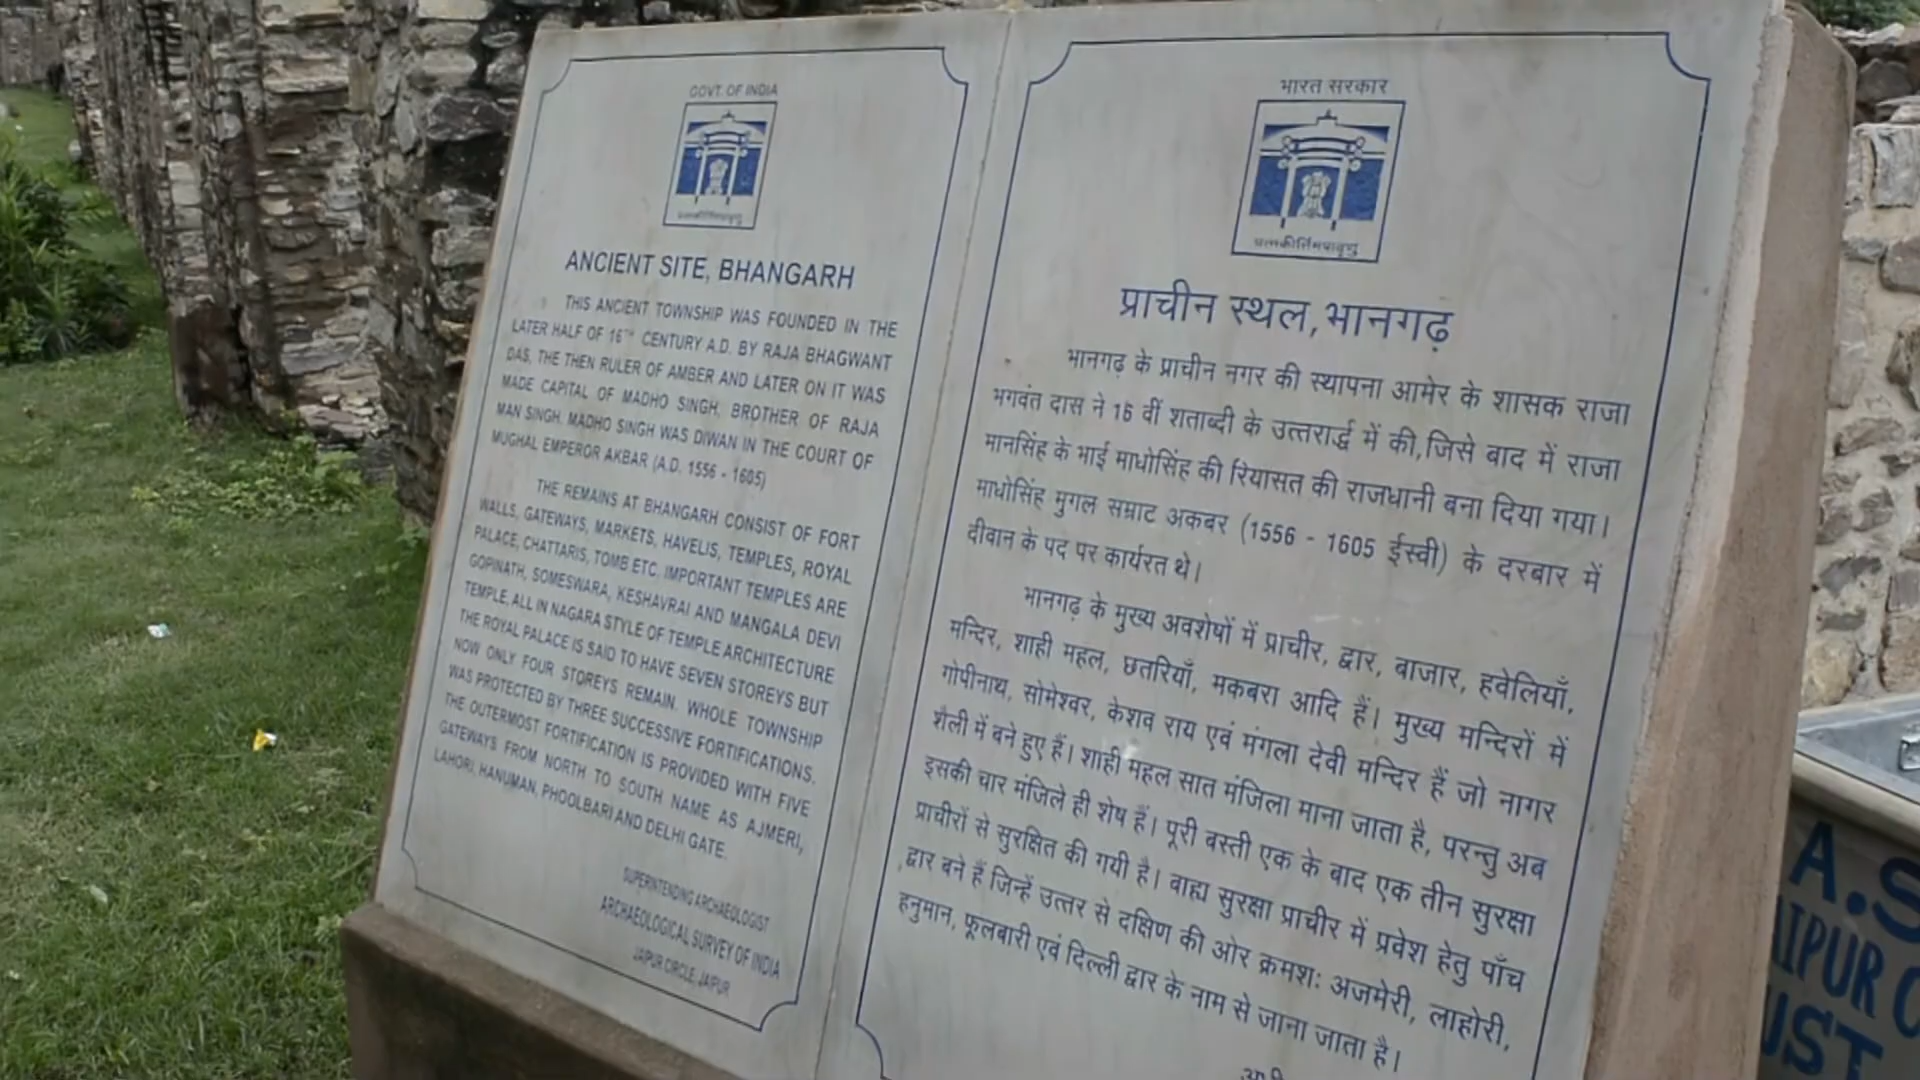 GOVT. OF INDIA
प्रत्नकीर्तिमपावृणु
ANCIENT SITE, BHANGARH
THIS ANCIENT TOWNSHIP WAS FOUNDED IN THE
LATER HALF OF 16TH CENTURY A.D. BY RAJA BHAGWANT
DAS, THE THEN RULER OF AMBER AND LATER ON IT WAS
MADE CAPITAL OF MADHO SINGH, BROTHER OF RAJA
MAN SINGH. MADHO SINGH WAS DIWAN IN THE COURT OF
MUGHAL EMPEROR AKBAR (A.D. 1556 - 1605)
THE REMAINS AT BHANGARH CONSIST OF FORT
WALLS, GATEWAYS, MARKETS, HAVELIS, TEMPLES, ROYAL
PALACE, CHATTARIS, TOMB ETC. IMPORTANT TEMPLES ARE
GOPINATH, SOMESWARA, KESHAVRAI AND MANGALA DEVI
TEMPLE, ALL IN NAGARA STYLE OF TEMPLE ARCHITECTURE
THE ROYAL PALACE IS SAID TO HAVE SEVEN STOREYS BUT
NOW ONLY FOUR STOREYS REMAIN. WHOLE TOWNSHIP
WAS PROTECTED BY THREE SUCCESSIVE FORTIFICATIONS.
THE OUTERMOST FORTIFICATION IS PROVIDED WITH FIVE
GATEWAYS FROM NORTH TO SOUTH NAME AS AJMERI,
LAHORI, HANUMAN, PHOOLBARI AND DELHI GATE.
SUPERINTENDING ARCHAEOLOGIST
ARCHAEOLOGICAL SURVEY OF INDIA
JAIPUR CIRCLE, JAIPUR
भारत सरकार
प्रत्नकीर्तिमपावृणु
प्राचीन स्थल, भानगढ़
भानगढ़ के प्राचीन नगर की स्थापना आमेर के शासक राजा
भगवंत दास ने 16 वीं शताब्दी के उत्तरार्द्ध में की,जिसे बाद में राजा
मानसिंह के भाई माधोसिंह की रियासत की राजधानी बना दिया गया।
माधोसिंह मुगल सम्राट अकबर (1556 - 1605 ईस्वी) के दरबार में
दीवान के पद पर कार्यरत थे।
भानगढ़ के मुख्य अवशेषों में प्राचीर, द्वार, बाजार, हवेलियाँ,
मन्दिर, शाही महल, छतरियाँ, मकबरा आदि हैं। मुख्य मन्दिरों में
गोपीनाथ, सोमेश्वर, केशव राय एवं मंगला देवी मन्दिर हैं जो नागर
शैली में बने हुए हैं। शाही महल सात मंजिला माना जाता है, परन्तु अब
इसकी चार मंजिले ही शेष हैं। पूरी बस्ती एक के बाद एक तीन सुरक्षा
प्राचीरों से सुरक्षित की गयी है। वाह्य सुरक्षा प्राचीर में प्रवेश हेतु पाँच
द्वार बने हैं जिन्हें उत्तर से दक्षिण की ओर क्रमशः अजमेरी, लाहोरी,
हनुमान, फूलबारी एवं दिल्ली द्वार के नाम से जाना जाता है।
A.S